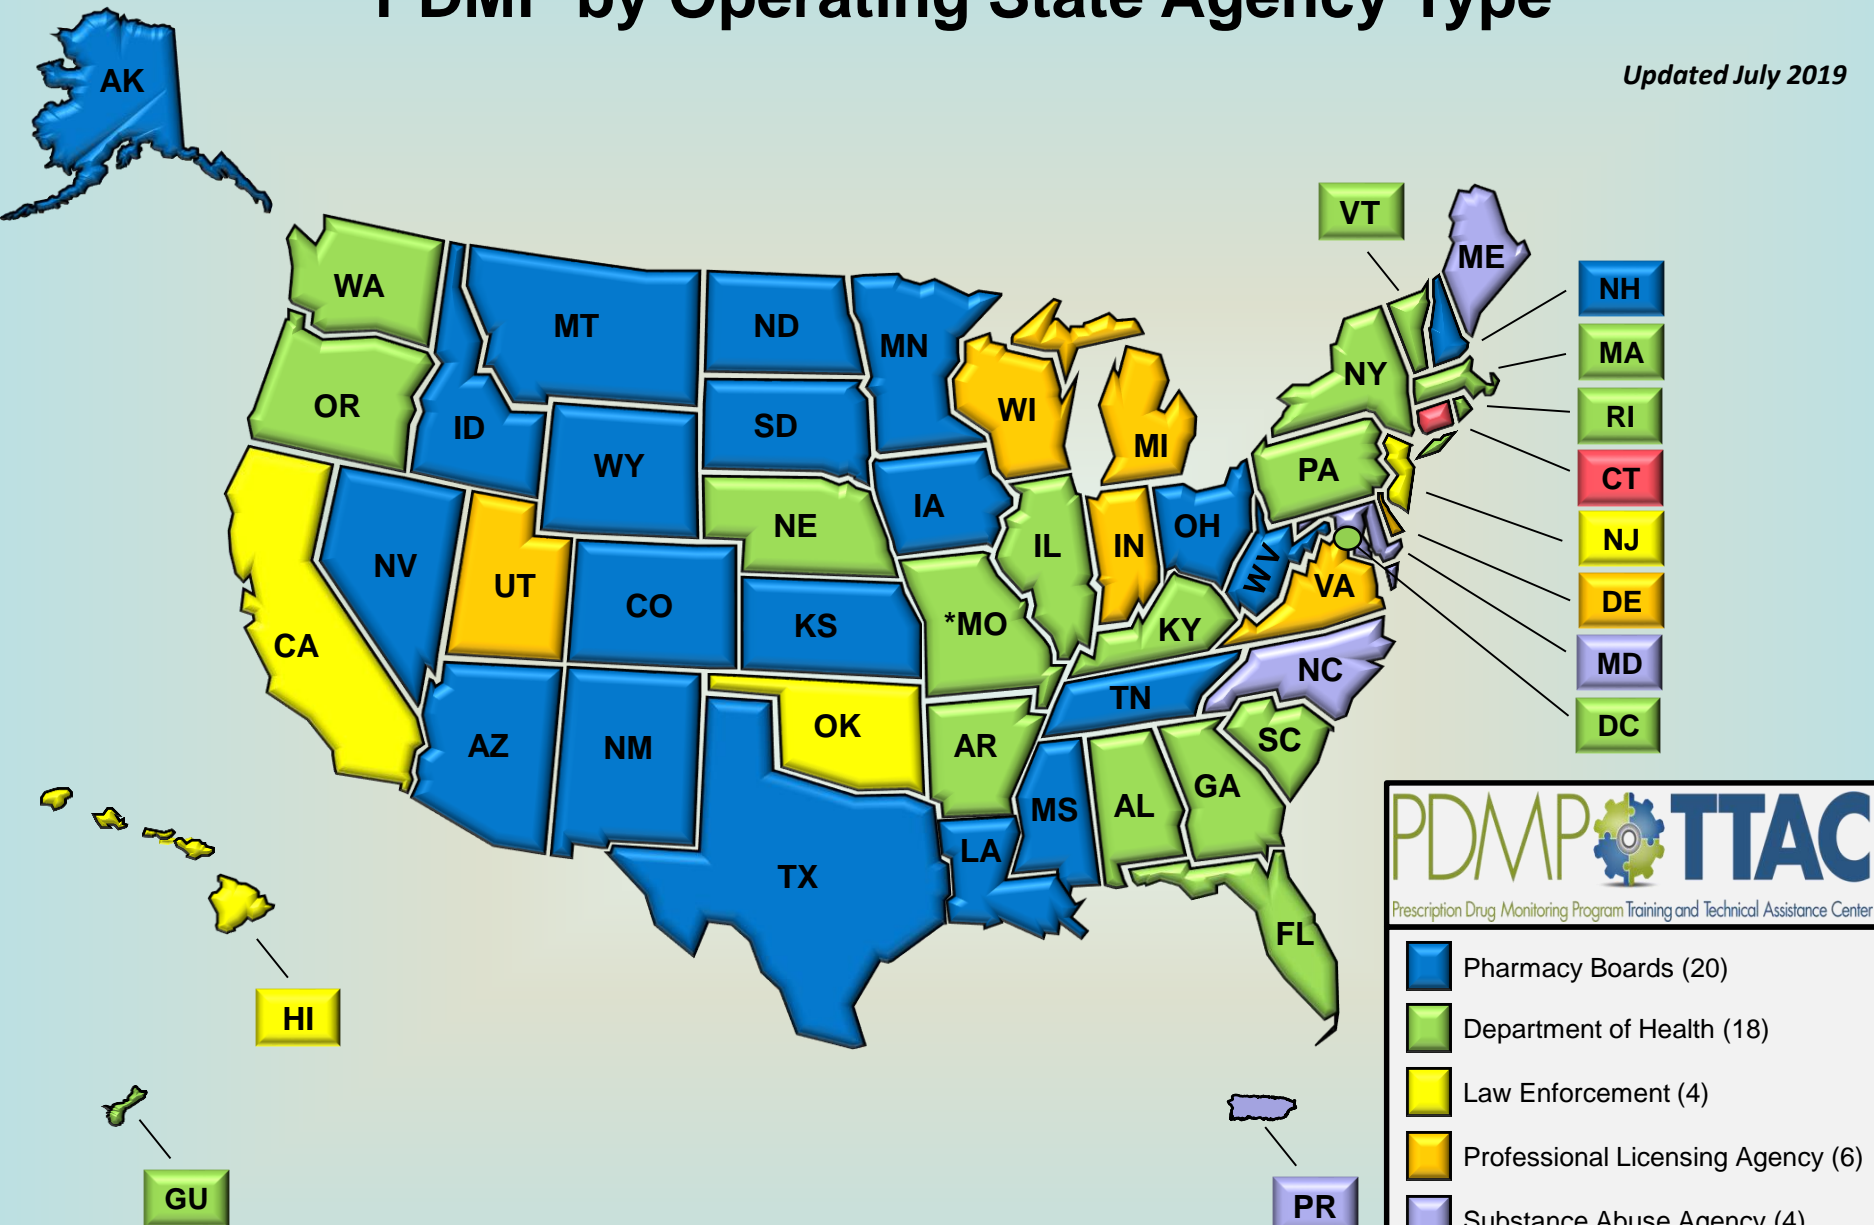 PDMP by Operating State Agency Type
Updated July 2019
AK
VT
ME
WA
NH
MT
ND
MN
MA
NY
OR
ID
SD
WI
MI
RI
WY
PA
CT
IA
NE
OH
NJ
NV
UT
CO
IL
IN
WV
VA
DE
KS
*MO
KY
CA
NC
MD
TN
OK
SC
DC
AZ
NM
AR
GA
MS
AL
LA
TX
FL
HI
GU
PR
PDMP TTAC
Prescription Drug Monitoring Program Training and Technical Assistance Center
Pharmacy Boards (20)
Department of Health (18)
Law Enforcement (4)
Professional Licensing Agency (6)
Substance Abuse Agency (4)